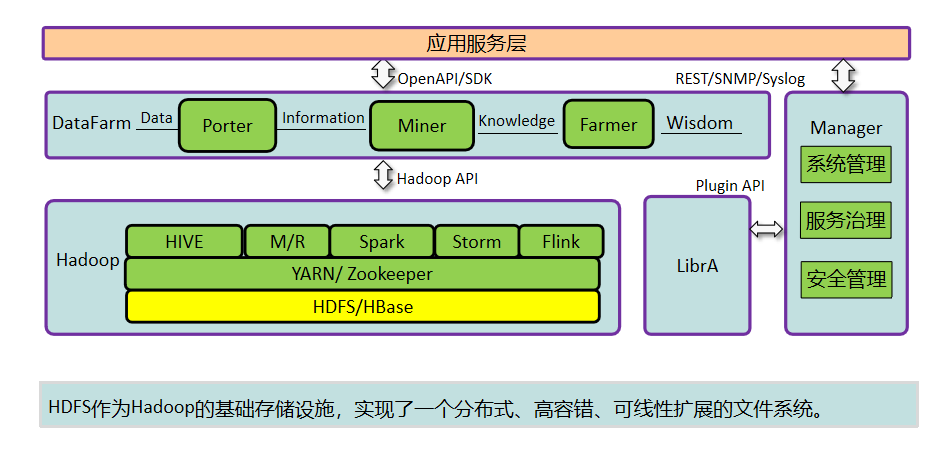 应用服务层
OpenAPI/SDK
REST/SNMP/Syslog
DataFarm Data Porter Information Miner Knowledge Farmer Wisdom
Manager
系统管理
服务治理
安全管理
Hadoop API
Plugin API
Hadoop
HIVE M/R Spark Storm Flink
YARN/ Zookeeper
HDFS/HBase
LibrA
HDFS作为Hadoop的基础存储设施，实现了一个分布式、高容错、可线性扩展的文件系统。